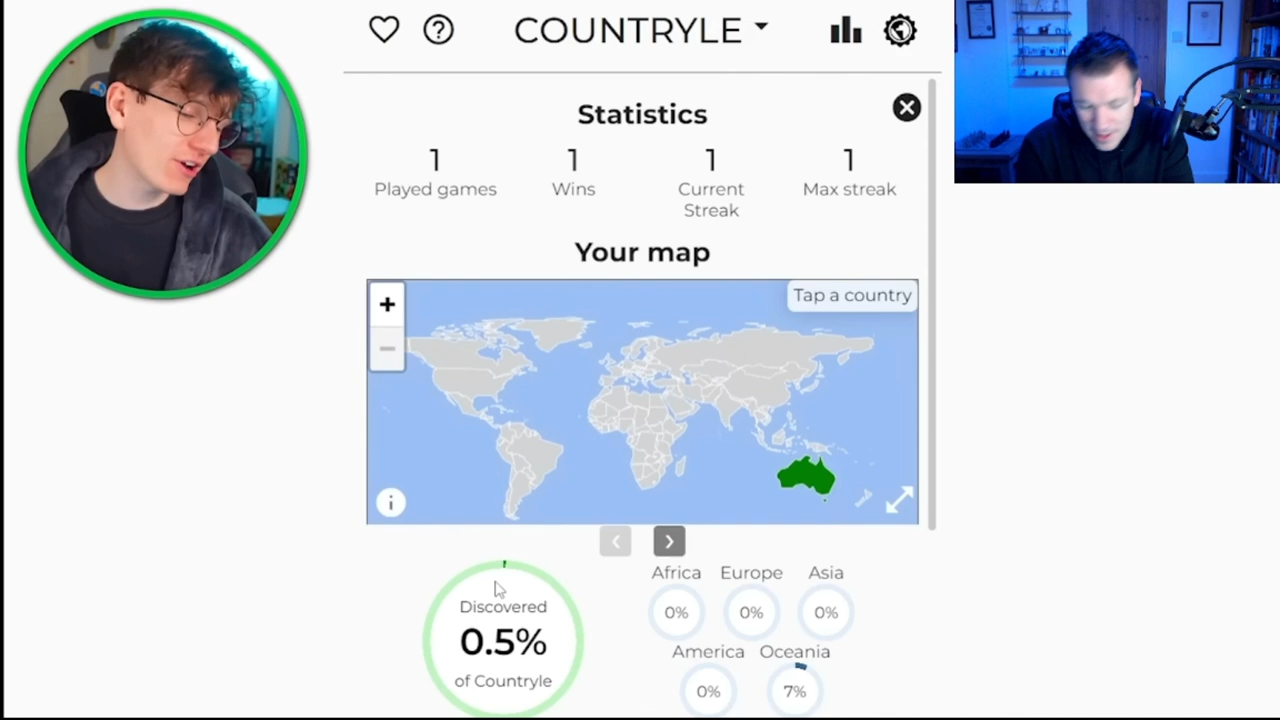 COUNTRYLE
Statistics
1 1 1 1
Played games Wins Current Streak Max streak
Your map
+
Tap a country
−
i
Discovered
0.5%
of Countryle
Africa Europe Asia
0% 0% 0%
America Oceania
0% 7%